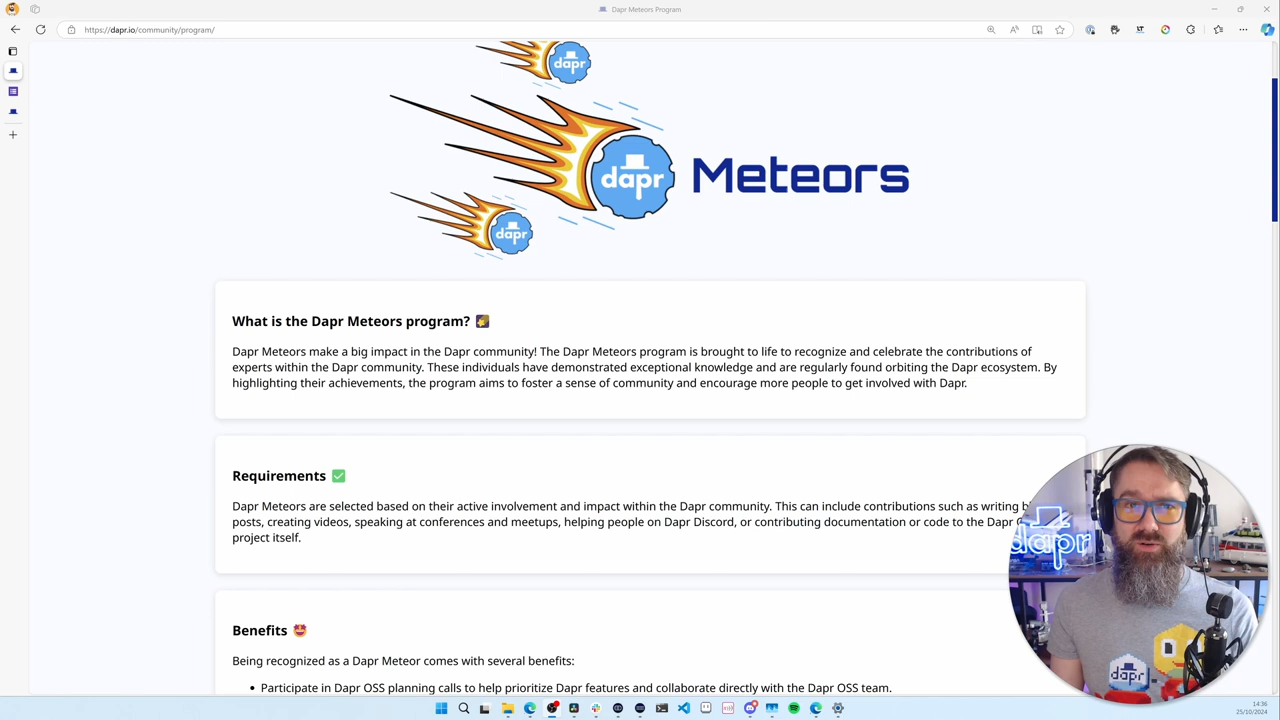 Dapr Meteors Program
https://dapr.io/community/program/
dapr
dapr
Meteors
dapr
What is the Dapr Meteors program?
Dapr Meteors make a big impact in the Dapr community! The Dapr Meteors program is brought to life to recognize and celebrate the contributions of
experts within the Dapr community. These individuals have demonstrated exceptional knowledge and are regularly found orbiting the Dapr ecosystem. By
highlighting their achievements, the program aims to foster a sense of community and encourage more people to get involved with Dapr.
Requirements
Dapr Meteors are selected based on their active involvement and impact within the Dapr community. This can include contributions such as writing
posts, creating videos, speaking at conferences and meetups, helping people on Dapr Discord, or contributing documentation or code to the Dapr
project itself.
dapr
Benefits
Being recognized as a Dapr Meteor comes with several benefits:
dapr
• Participate in Dapr OSS planning calls to help prioritize Dapr features and collaborate directly with the Dapr OSS team.
14:36
25/10/2024